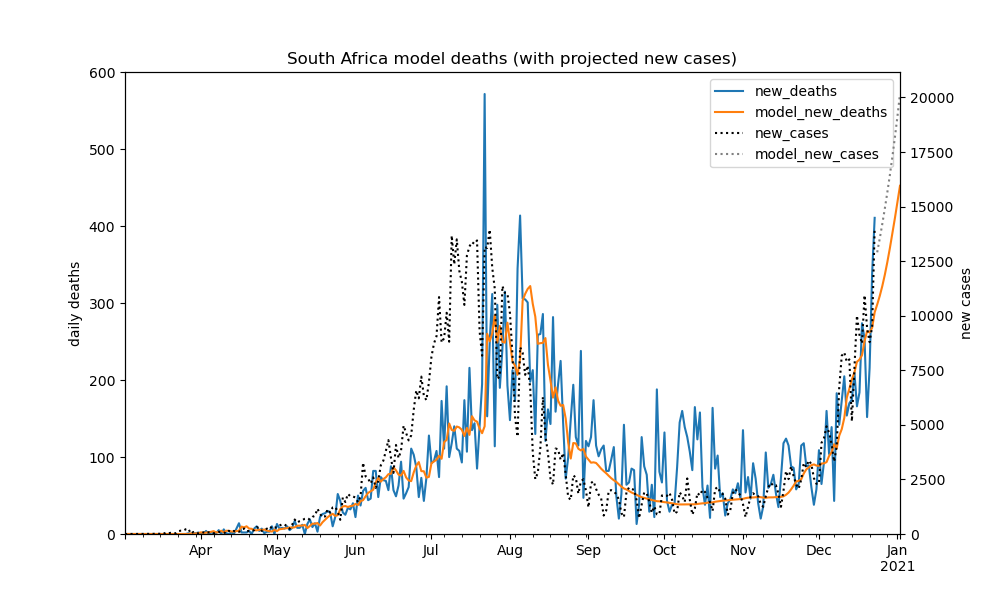 South Africa model deaths (with projected new cases)
600
500
400
300
200
100
0
daily deaths
new_deaths
model_new_deaths
new_cases
model_new_cases
20000
17500
15000
12500
10000
7500
5000
2500
0
new cases
Apr May Jun Jul Aug Sep Oct Nov Dec Jan
2021